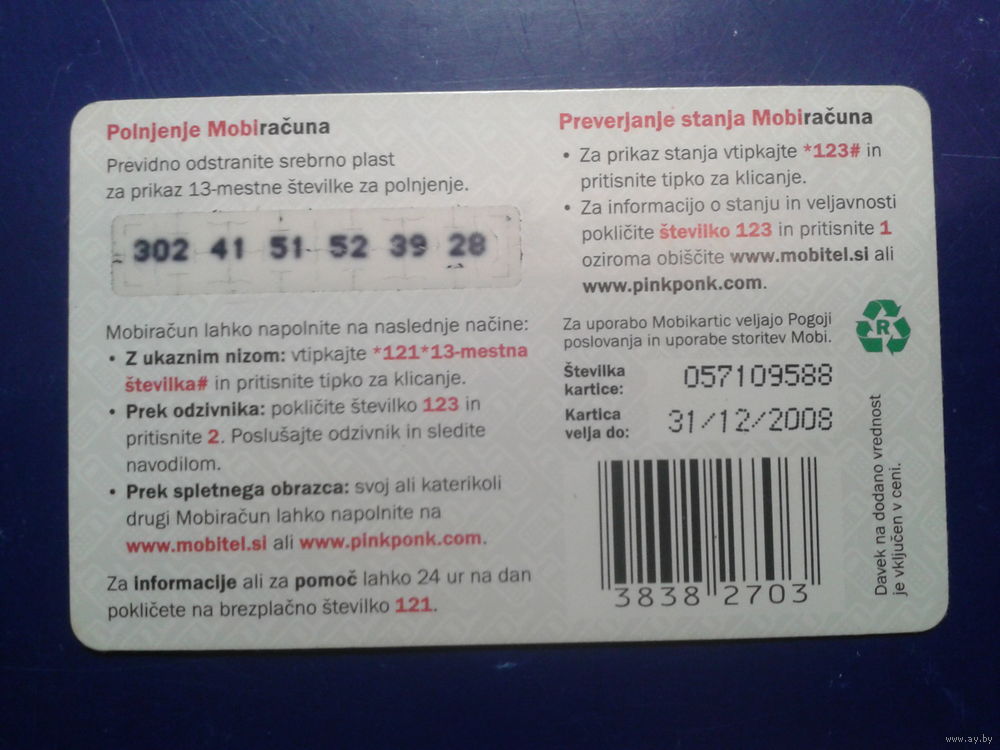 Polnjenje Mobiračuna
Previdno odstranite srebrno plast
za prikaz 13-mestne številke za polnjenje.
302 41 51 52 39 28
Mobiračun lahko napolnite na naslednje načine:
• Z ukaznim nizom: vtipkajte *121*13-mestna
številka# in pritisnite tipko za klicanje.
• Prek odzivnika: pokličite številko 123 in
pritisnite 2. Poslušajte odzivnik in sledite
navodilom.
• Prek spletnega obrazca: svoj ali katerikoli
drugi Mobiračun lahko napolnite na
www.mobitel.si ali www.pinkponk.com.
Za informacije ali za pomoč lahko 24 ur na dan
pokličete na brezplačno številko 121.
Preverjanje stanja Mobiračuna
• Za prikaz stanja vtipkajte *123# in
pritisnite tipko za klicanje.
• Za informacijo o stanju in veljavnosti
pokličite številko 123 in pritisnite 1
oziroma obiščite www.mobitel.si ali
www.pinkponk.com.
Za uporabo Mobikartic veljajo Pogoji
poslovanja in uporabe storitev Mobi.
R
Številka
kartice:
057109588
Kartica
velja do:
31/12/2008
3838 2703
Davek na dodano vrednost
je vključen v ceni.
www.ay.by